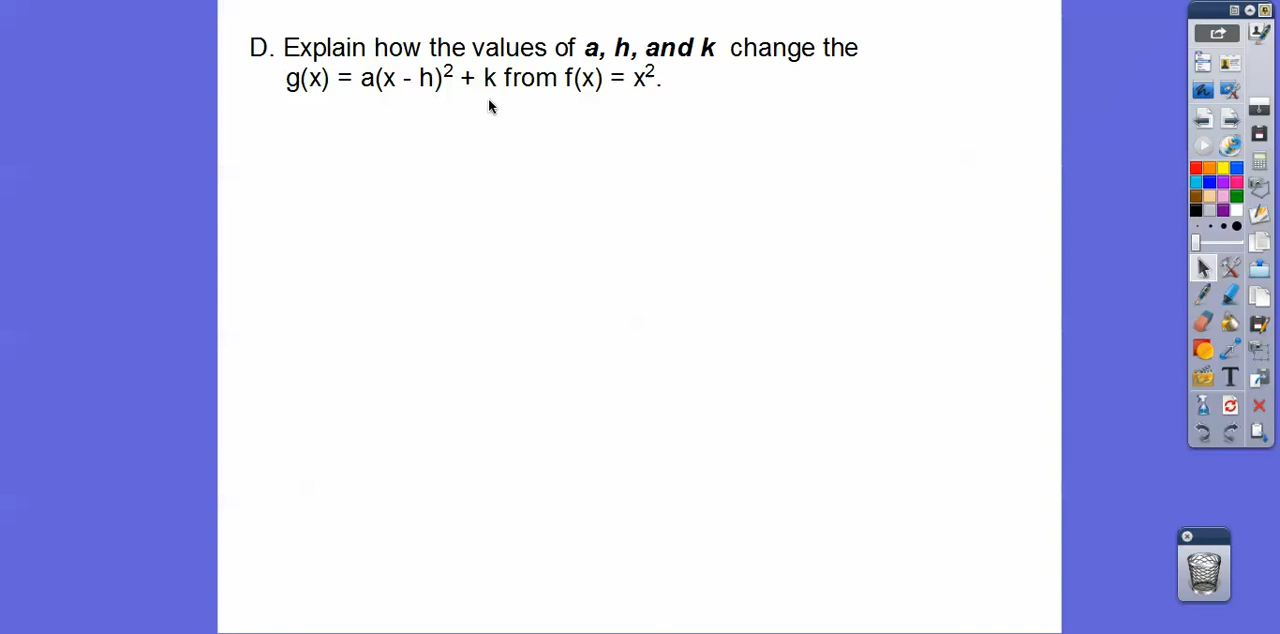 D. Explain how the values of a, h, and k change the
g(x) = a(x - h)² + k from f(x) = x².
T